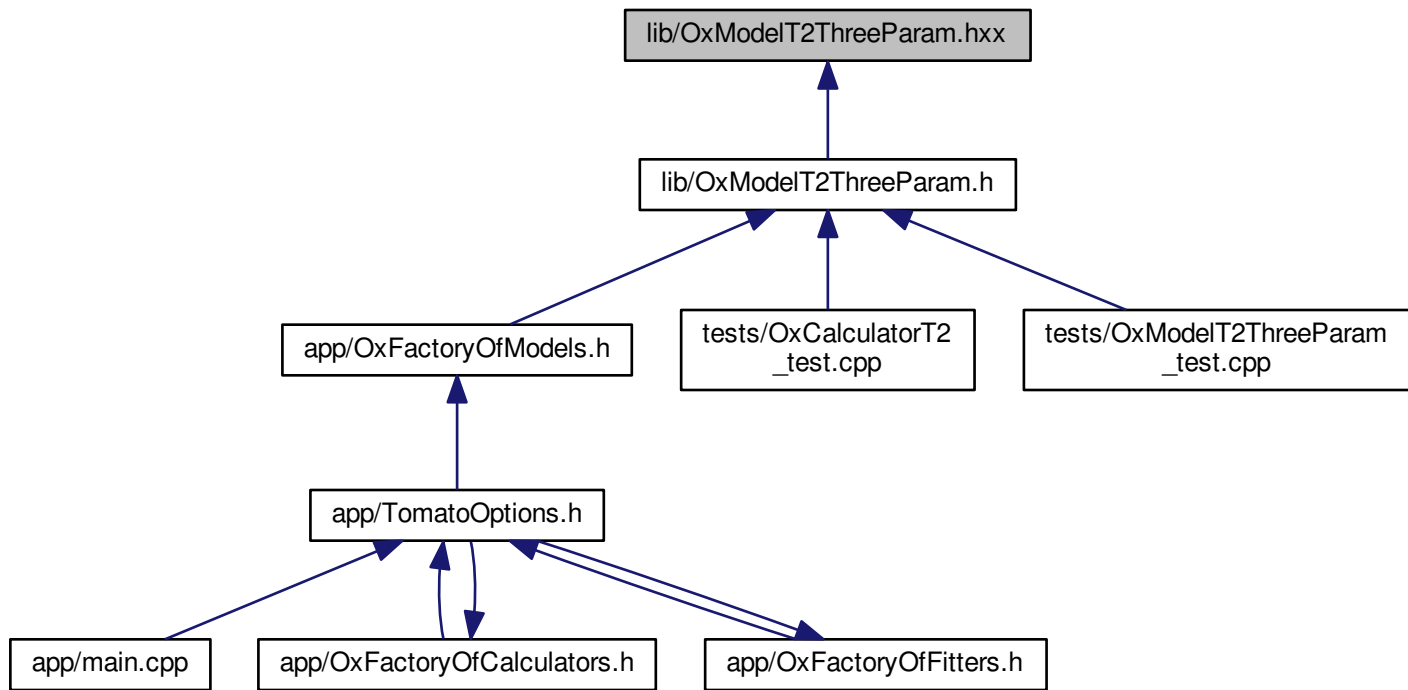 lib/OxModelT2ThreeParam.hxx
lib/OxModelT2ThreeParam.h
app/OxFactoryOfModels.h
tests/OxCalculatorT2
_test.cpp
tests/OxModelT2ThreeParam
_test.cpp
app/TomatoOptions.h
app/main.cpp
app/OxFactoryOfCalculators.h
app/OxFactoryOfFitters.h